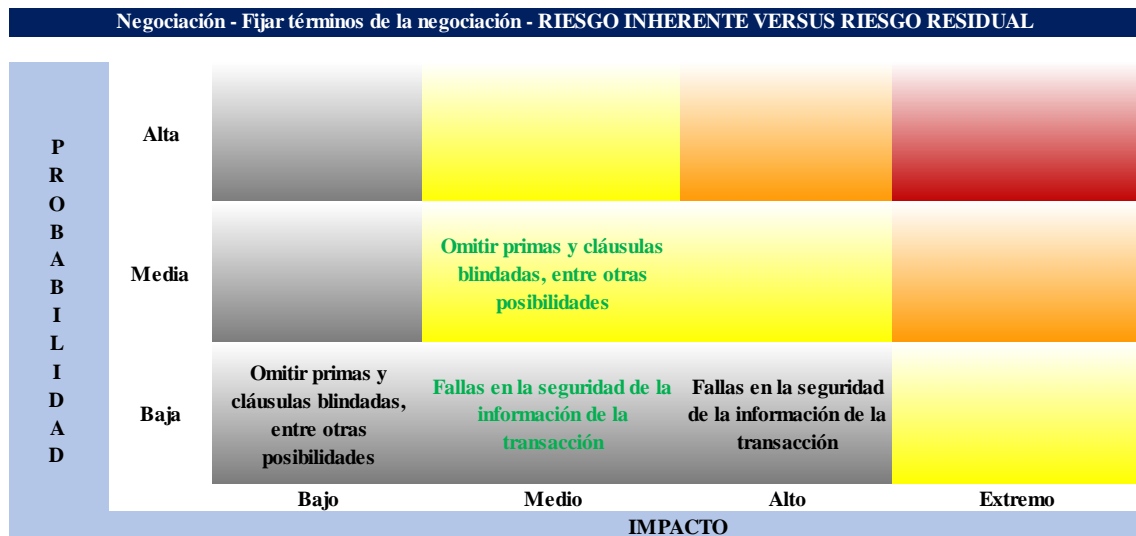 Negociación - Fijar términos de la negociación - RIESGO INHERENTE VERSUS RIESGO RESIDUAL
P
R
O
B
A
B
I
L
I
D
A
D
Alta
Media
Omitir primas y cláusulas
blindadas, entre otras
posibilidades
Baja
Omitir primas y
cláusulas blindadas,
entre otras
posibilidades
Fallas en la seguridad de la
información de la
transacción
Fallas en la seguridad
de la información de la
transacción
Bajo
Medio
Alto
Extremo
IMPACTO